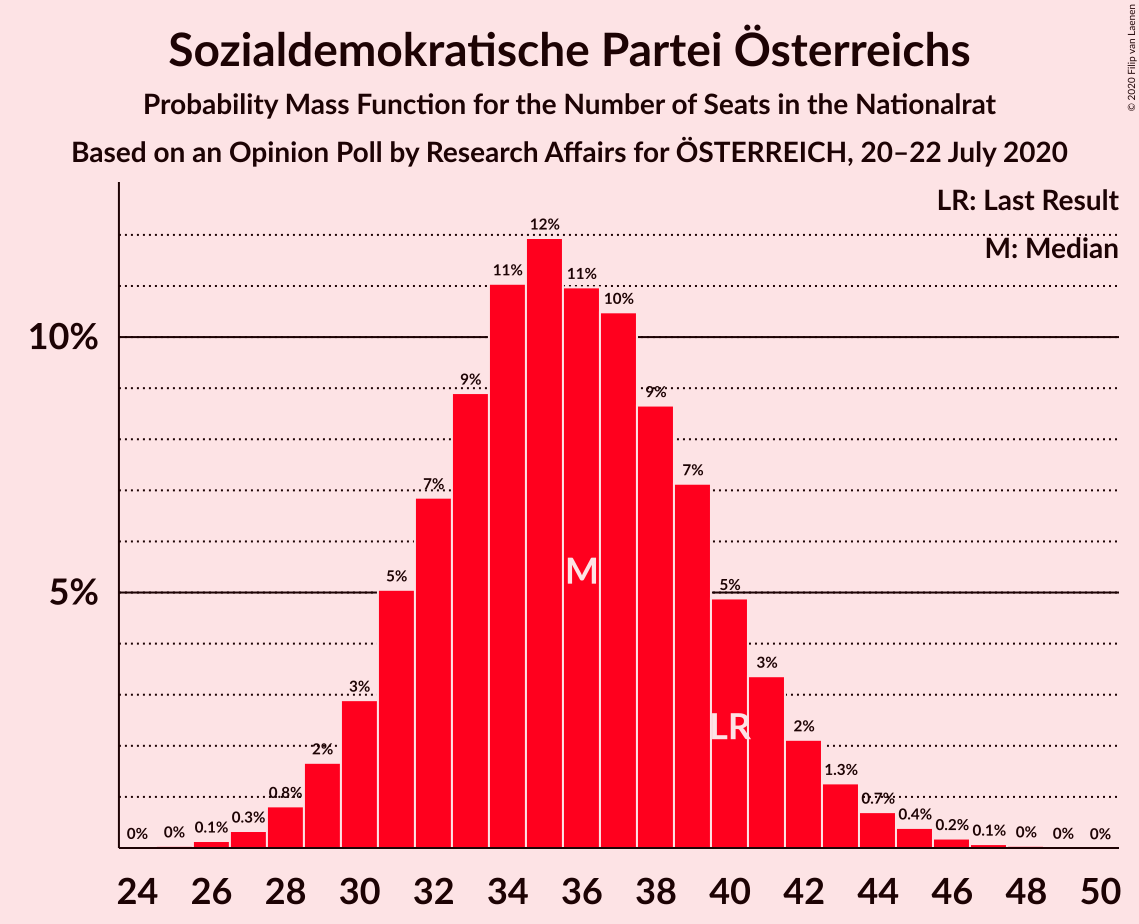 Sozialdemokratische Partei Österreichs
Probability Mass Function for the Number of Seats in the Nationalrat
Based on an Opinion Poll by Research Affairs for ÖSTERREICH, 20–22 July 2020
© 2020 Filip van Laenen
LR: Last Result
M: Median
10%
5%
0% 0% 0.1% 0.3% 0.8% 2% 3% 5% 7% 9% 11% 12% 11% 10% 9% 7% 5% 3% 2% 1.3% 0.7% 0.4% 0.2% 0.1% 0% 0% 0%
M
LR
24 26 28 30 32 34 36 38 40 42 44 46 48 50